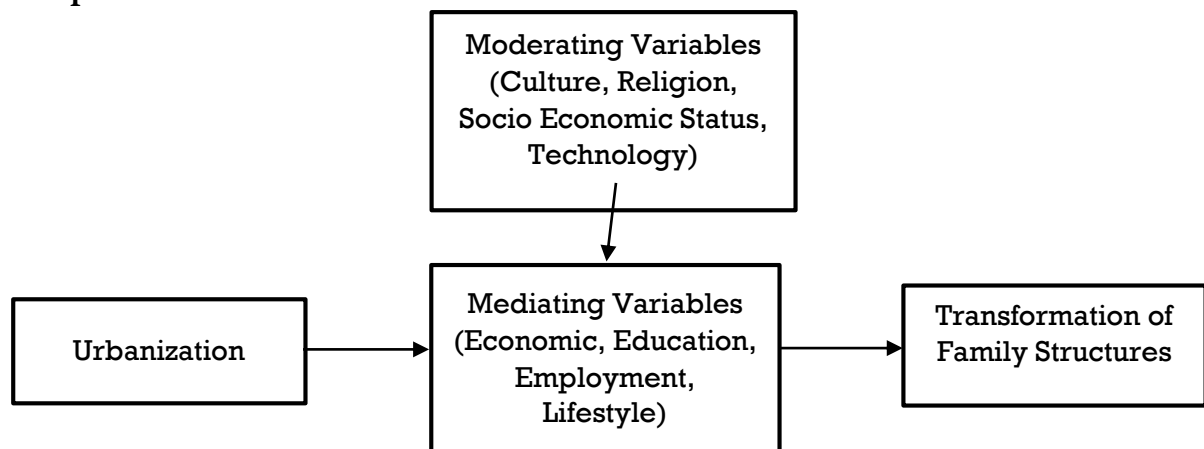 Moderating Variables
(Culture, Religion,
Socio Economic Status,
Technology)
Urbanization
Mediating Variables
(Economic, Education,
Employment,
Lifestyle)
Transformation of
Family Structures